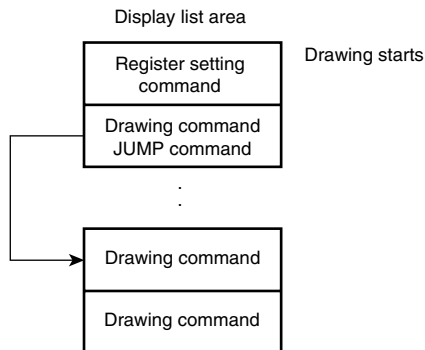 Display list area
Drawing starts
Register setting
command
Drawing command
JUMP command
.
.
Drawing command
Drawing command